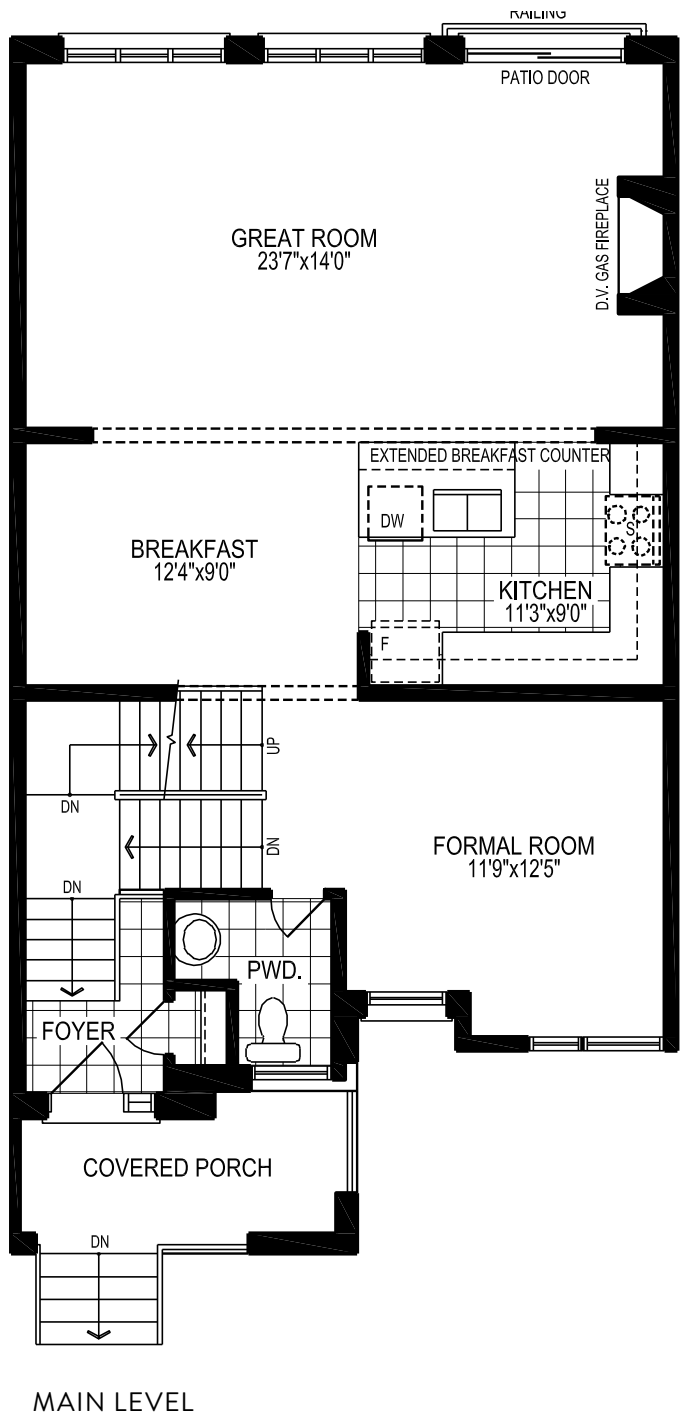 RAILING
PATIO DOOR
D.V. GAS FIREPLACE
GREAT ROOM
23'7"x14'0"
EXTENDED BREAKFAST COUNTER
DW
S
BREAKFAST
12'4"x9'0"
KITCHEN
11'3"x9'0"
F
UP
DN
DN
FORMAL ROOM
11'9"x12'5"
DN
PWD.
FOYER
COVERED PORCH
DN
MAIN LEVEL